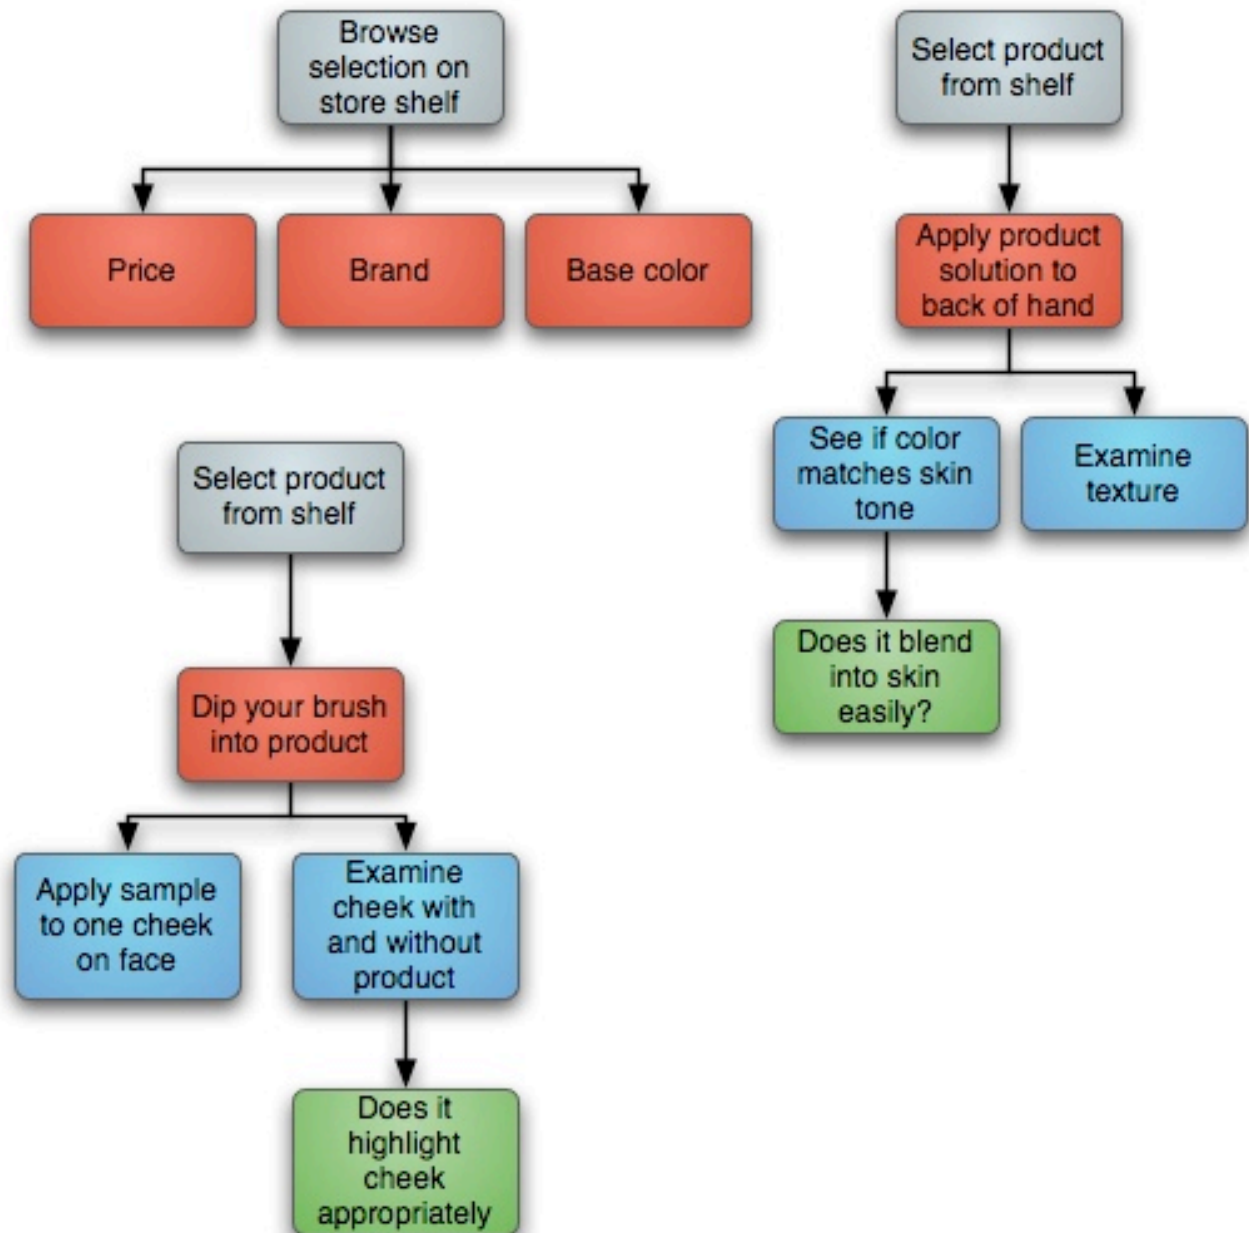 Browse
selection on
store shelf
Price
Brand
Base color
Select product
from shelf
Apply product
solution to
back of hand
See if color
matches skin
tone
Examine
texture
Does it blend
into skin
easily?
Select product
from shelf
Dip your brush
into product
Apply sample
to one cheek
on face
Examine
cheek with
and without
product
Does it
highlight
cheek
appropriately